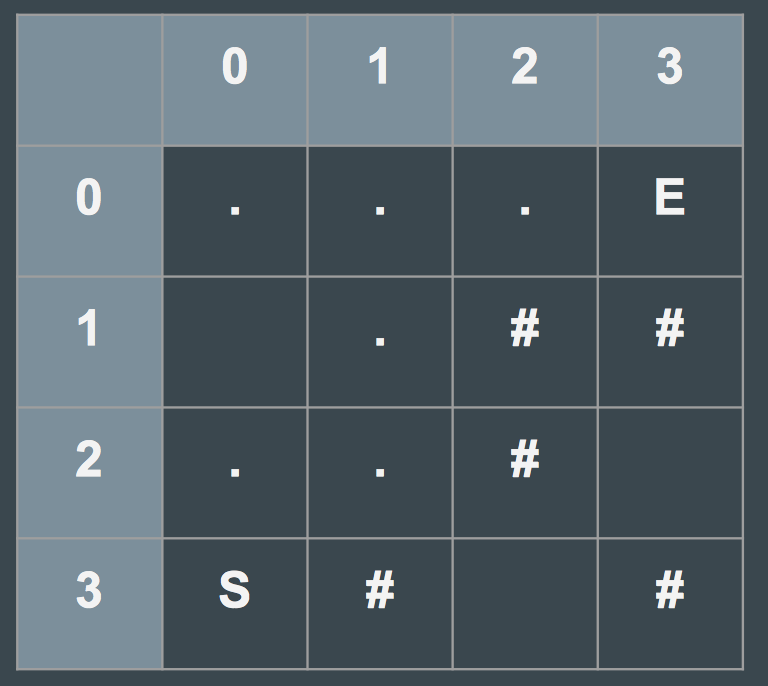 0 1 2 3
0 . . . E
1 . # #
2 . . #
3 S # #